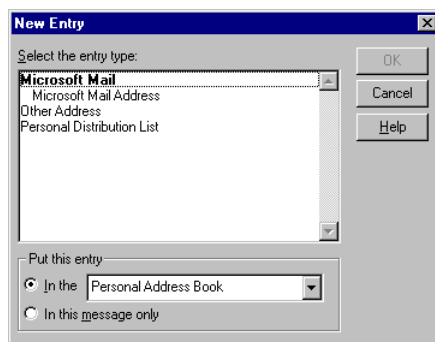 New Entry
Select the entry type:
OK
Microsoft Mail
Microsoft Mail Address
Cancel
Other Address
Personal Distribution List
Help
Put this entry
In the Personal Address Book
In this message only